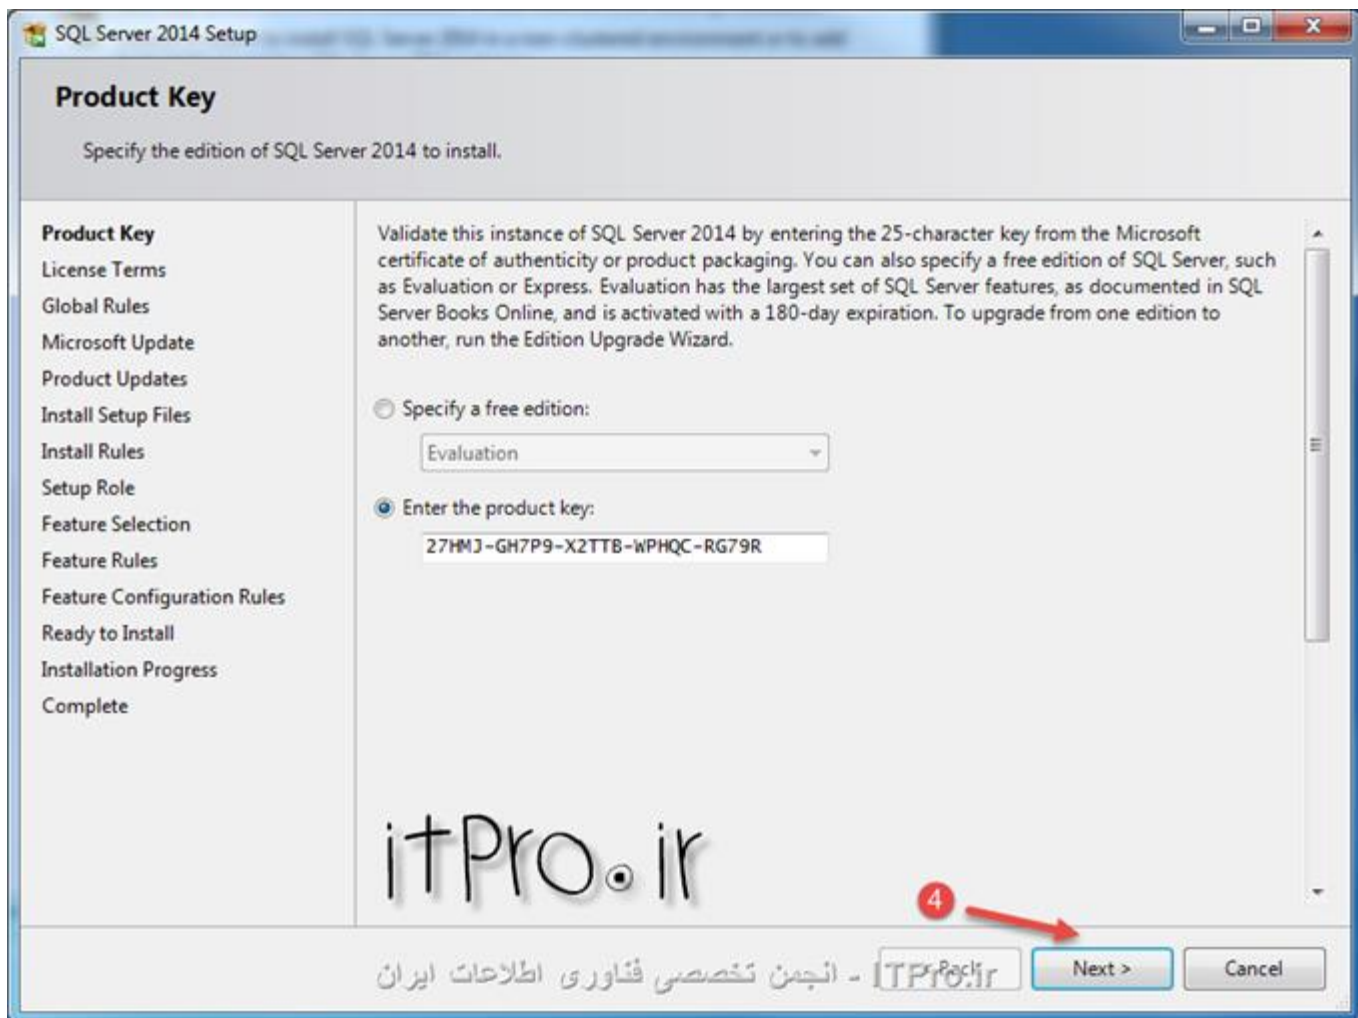 SQL Server 2014 Setup
Product Key
Specify the edition of SQL Server 2014 to install.
Product Key
License Terms
Global Rules
Microsoft Update
Product Updates
Install Setup Files
Install Rules
Setup Role
Feature Selection
Feature Rules
Feature Configuration Rules
Ready to Install
Installation Progress
Complete
Validate this instance of SQL Server 2014 by entering the 25-character key from the Microsoft
certificate of authenticity or product packaging. You can also specify a free edition of SQL Server, such
as Evaluation or Express. Evaluation has the largest set of SQL Server features, as documented in SQL
Server Books Online, and is activated with a 180-day expiration. To upgrade from one edition to
another, run the Edition Upgrade Wizard.
Specify a free edition:
Evaluation
Enter the product key:
27HMJ-GH7P9-X2TTB-WPHQC-RG79R
itPro.ir
4
ITPro.ir - انجمن تخصصی فناوری اطلاعات ایران
< Back
Next >
Cancel